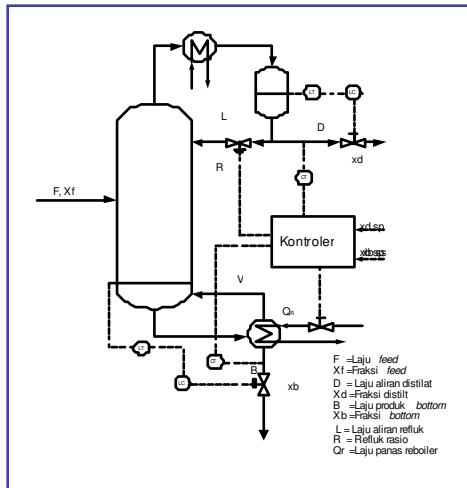 LT
LC
L
D
xd
R
CT
F, Xf
xd sp
Kontroler
V
QR
LT
CT
LC
B
xb
F =Laju feed
Xf =Fraksi feed
D = Laju aliran distilat
Xd = Fraksi distilt
B = Laju produk bottom
Xb = Fraksi bottom
L = Laju aliran refluk
R = Refluk rasio
Qr = Laju panas reboiler